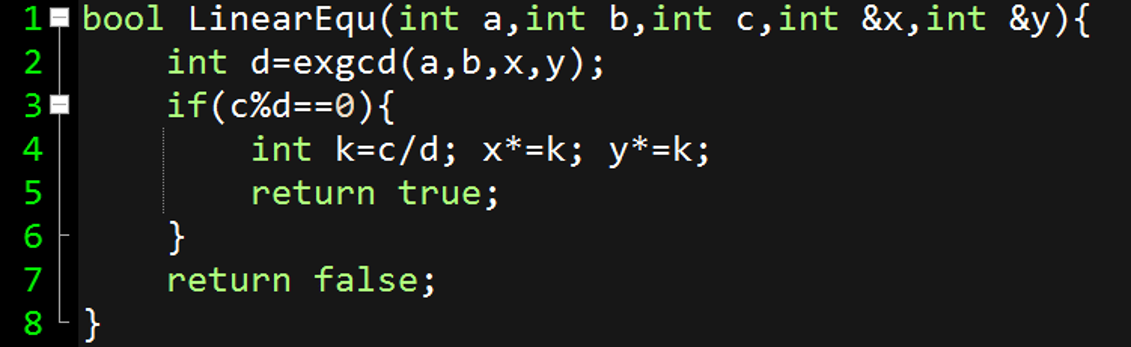 1 bool LinearEqu(int a,int b,int c,int &x,int &y){
2     int d=exgcd(a,b,x,y);
3     if(c%d==0){
4         int k=c/d; x*=k; y*=k;
5         return true;
6     }
7     return false;
8 }